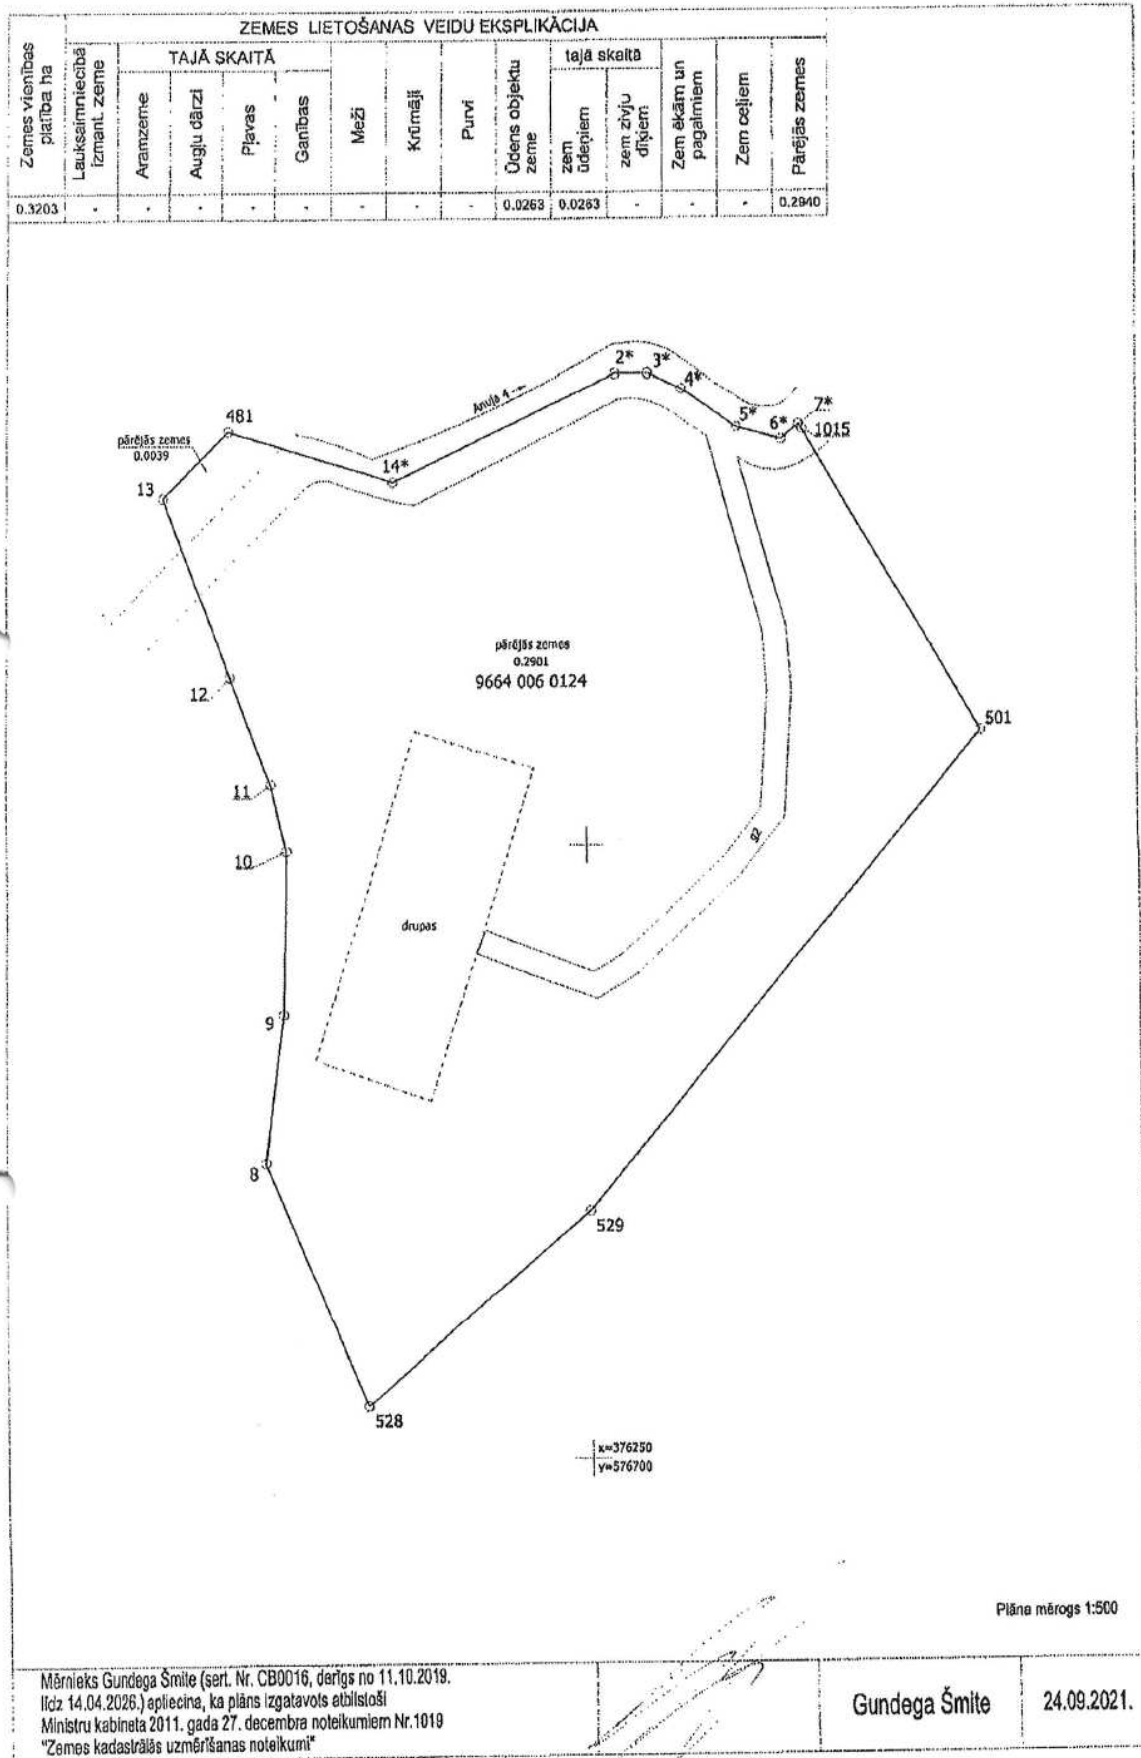 ZEMES LIETOŠANAS VEIDU EKSPLIKĀCIJA
Zemes vienības platība ha
Lauksaimniecībā izmant. zeme
TAJĀ SKAITĀ
Aramzeme
Augļu dārzi
Pļavas
Ganības
Meži
Krūmāji
Purvi
Ūdens objektu zeme
tajā skaitā
zem ūdeņiem
zem zivju dīķiem
Zem ēkām un pagalmiem
Zem ceļiem
Pārējās zemes
0.3203 - - - - - - - - 0.0263 0.0263 - - - 0.2940
2* 3*
4*
Anuļa 4
7*
481
5* 6* 1015
pārējās zemes
0.0039
14*
13
pārējās zemes
0.2901
9664 006 0124
12
501
11
g2
10
drupas
9
8
529
528
x=376250
y=576700
Plāna mērogs 1:500
Mērnieks Gundega Šmite (sert. Nr. CB0016, derīgs no 11.10.2019.
līdz 14.04.2026.) apliecina, ka plāns izgatavots atbilstoši
Ministru kabineta 2011. gada 27. decembra noteikumiem Nr.1019
"Zemes kadastrālās uzmērīšanas noteikumi"
Gundega Šmite
24.09.2021.